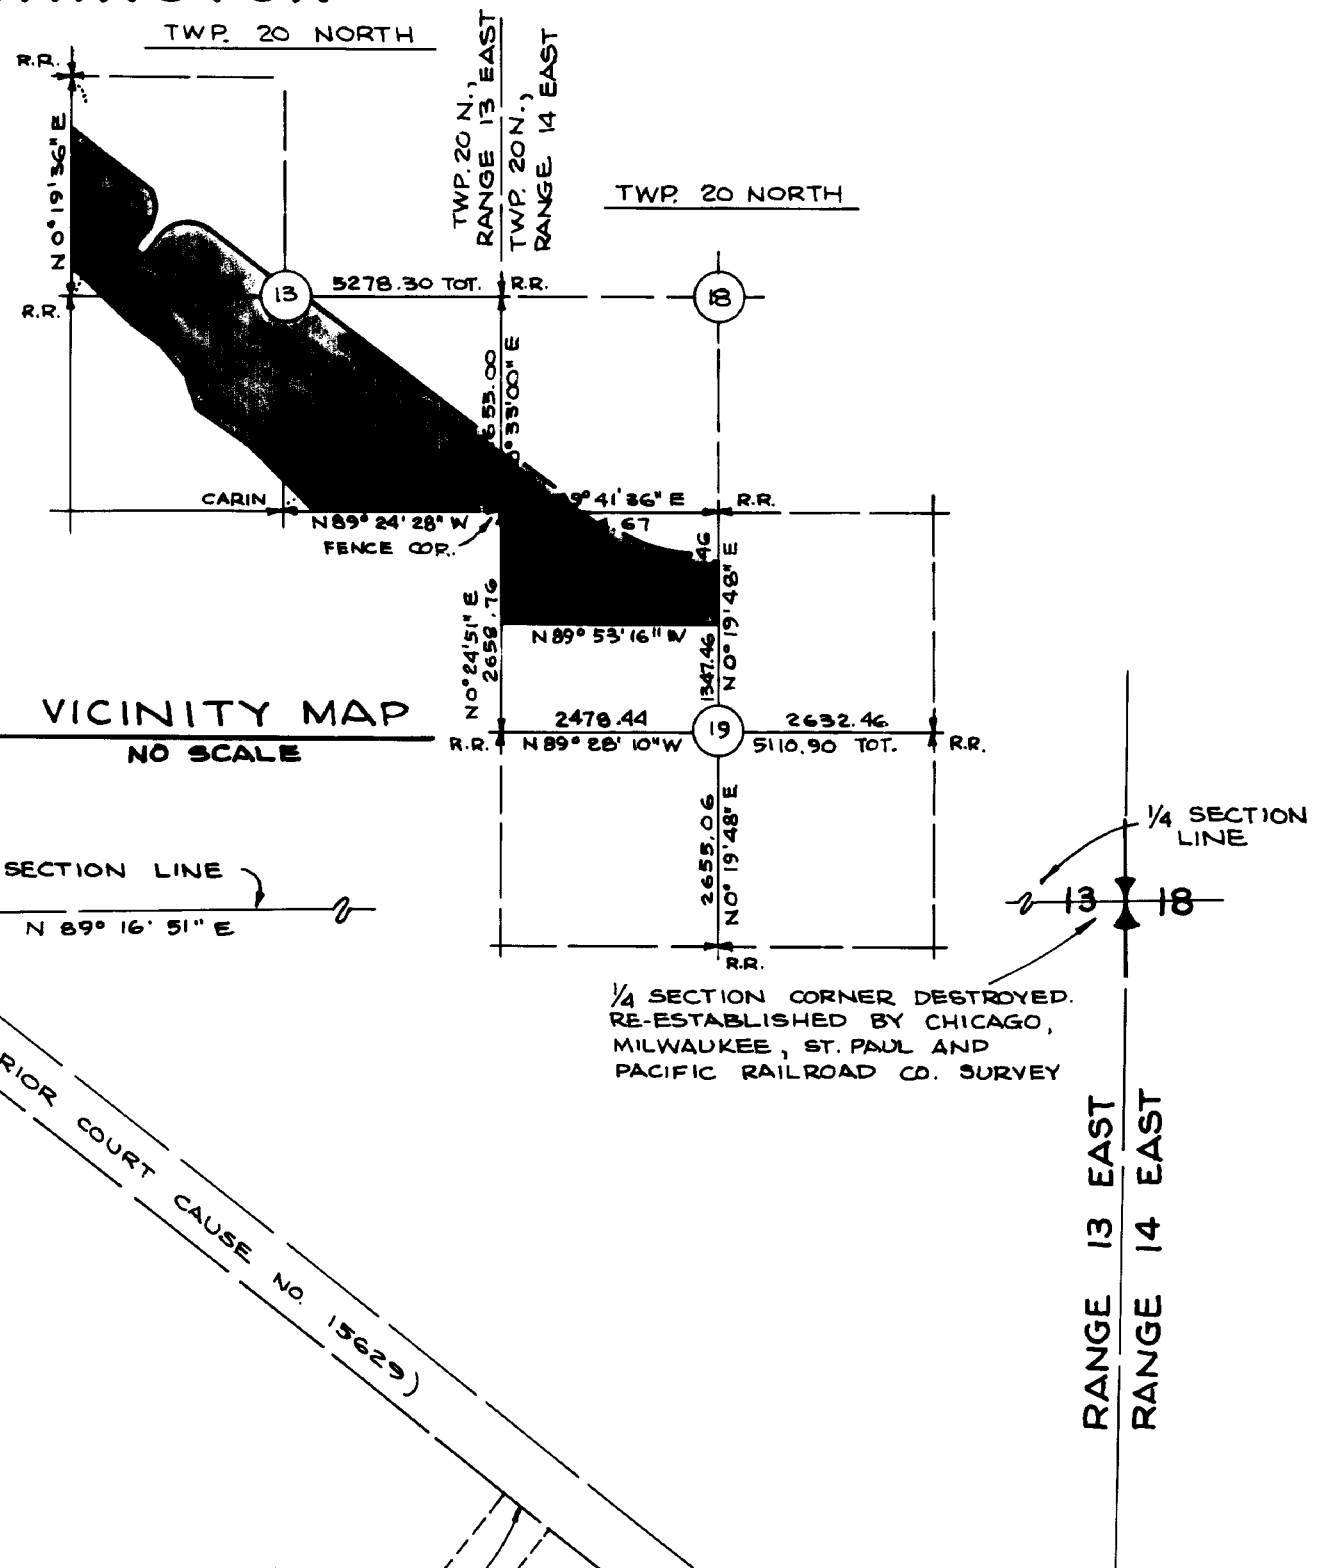 TWP. 20 NORTH
R.R.
N 0° 19' 36" E
R.R.
TWP. 20 N.,
RANGE 13 EAST
TWP. 20 N.,
RANGE 14 EAST
TWP. 20 NORTH
13
5278.30 TOT.
R.R.
18
CARIN
N 89° 24' 28" W
FENCE COR.
41' 36" E
R.R.
67
46
N 0° 19' 48" E
N 0° 24' 51" E
2658.76
N 89° 53' 16" W
1347.46
VICINITY MAP
NO SCALE
2478.44
19
2632.46
R.R.
N 89° 28' 10" W
5110.90 TOT.
R.R.
2655.06
N 0° 19' 48" E
R.R.
SECTION LINE
N 89° 16' 51" E
1/4 SECTION
LINE
13
18
1/4 SECTION CORNER DESTROYED.
RE-ESTABLISHED BY CHICAGO,
MILWAUKEE, ST. PAUL AND
PACIFIC RAILROAD CO. SURVEY
RANGE 13 EAST
RANGE 14 EAST
RIOR COURT CAUSE NO. 15629)